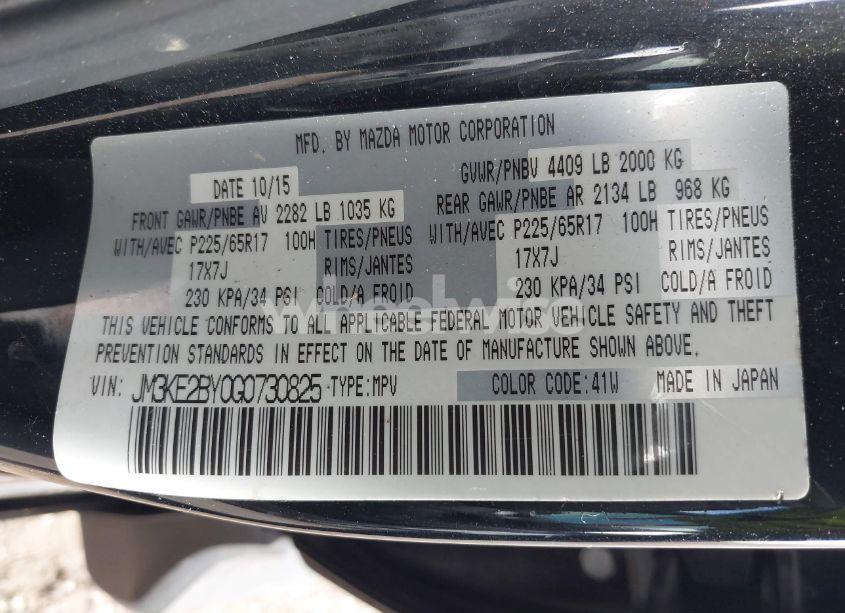 MFD. BY MAZDA MOTOR CORPORATION
DATE 10/15
GVWR/PNBV 4409 LB 2000 KG
FRONT GAWR/PNBE AV 2282 LB 1035 KG
REAR GAWR/PNBE AR 2134 LB 968 KG
WITH/AVEC P225/65R17 100H TIRES/PNEUS
WITH/AVEC P225/65R17 100H TIRES/PNEUS
17X7J RIMS/JANTES
17X7J RIMS/JANTES
230 KPA/34 PSI COLD/A FROID
230 KPA/34 PSI COLD/A FROID
wheelwise
THIS VEHICLE CONFORMS TO ALL APPLICABLE FEDERAL MOTOR VEHICLE SAFETY AND THEFT
PREVENTION STANDARDS IN EFFECT ON THE DATE OF MANUFACTURE SHOWN ABOVE.
VIN: JM3KE2BY0G0730825 TYPE:MPV COLOR CODE:41W MADE IN JAPAN